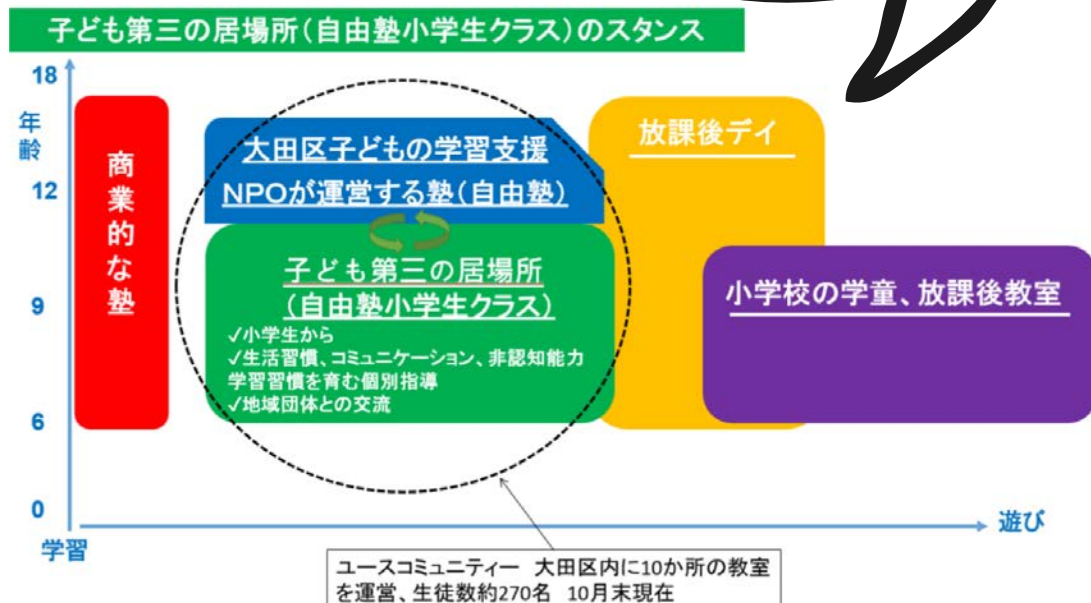 子ども第三の居場所(自由塾小学生クラス)のスタンス
18
年齢
12
9
6
0
学習
遊び
商業的な塾
大田区子どもの学習支援
NPOが運営する塾(自由塾)
子ども第三の居場所
(自由塾小学生クラス)
✓小学生から
✓生活習慣、コミュニケーション、非認知能力
学習習慣を育む個別指導
✓地域団体との交流
放課後デイ
小学校の学童、放課後教室
ユースコミュニティー 大田区内に10か所の教室
を運営、生徒数約270名 10月末現在